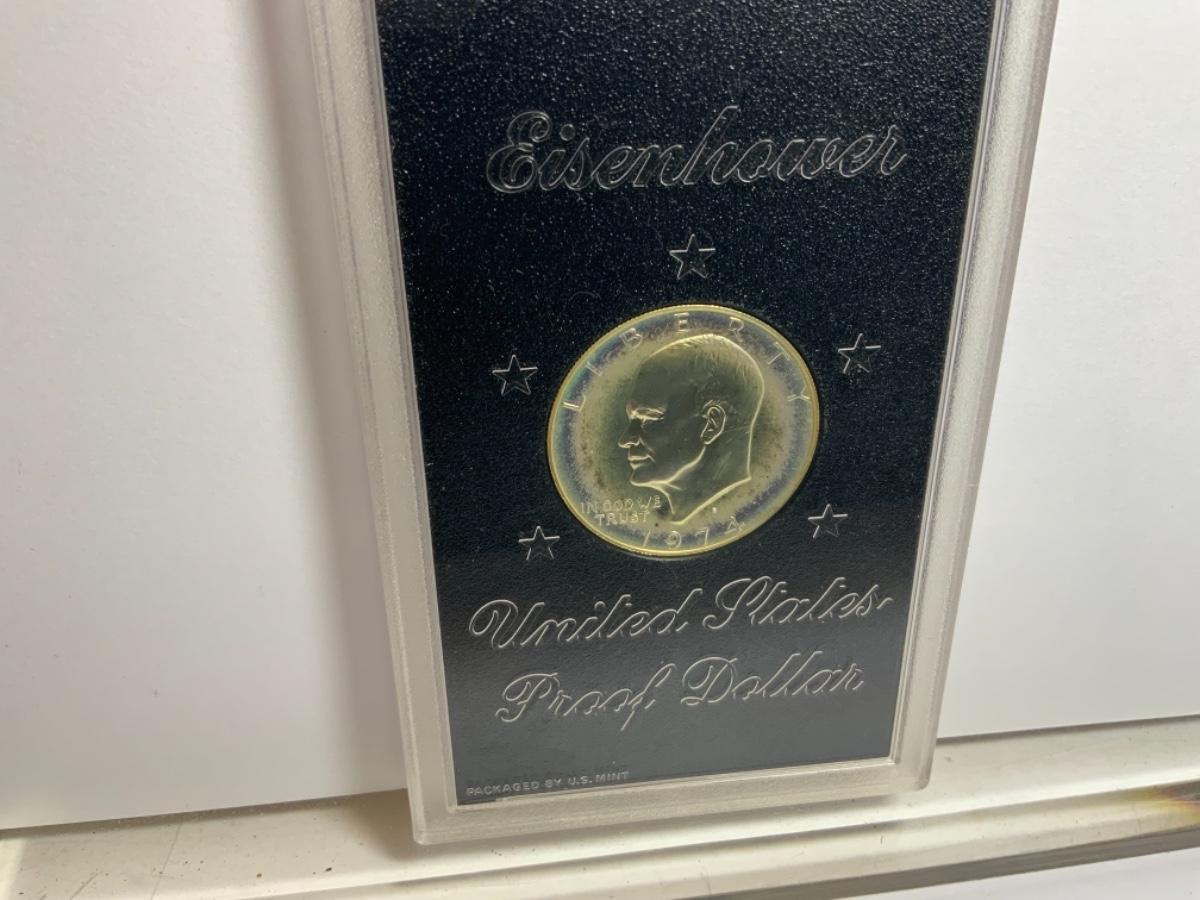 Eisenhower
LIBERTY
IN GOD WE
TRUST
1974
United States
Proof Dollar
PACKAGED BY U.S. MINT